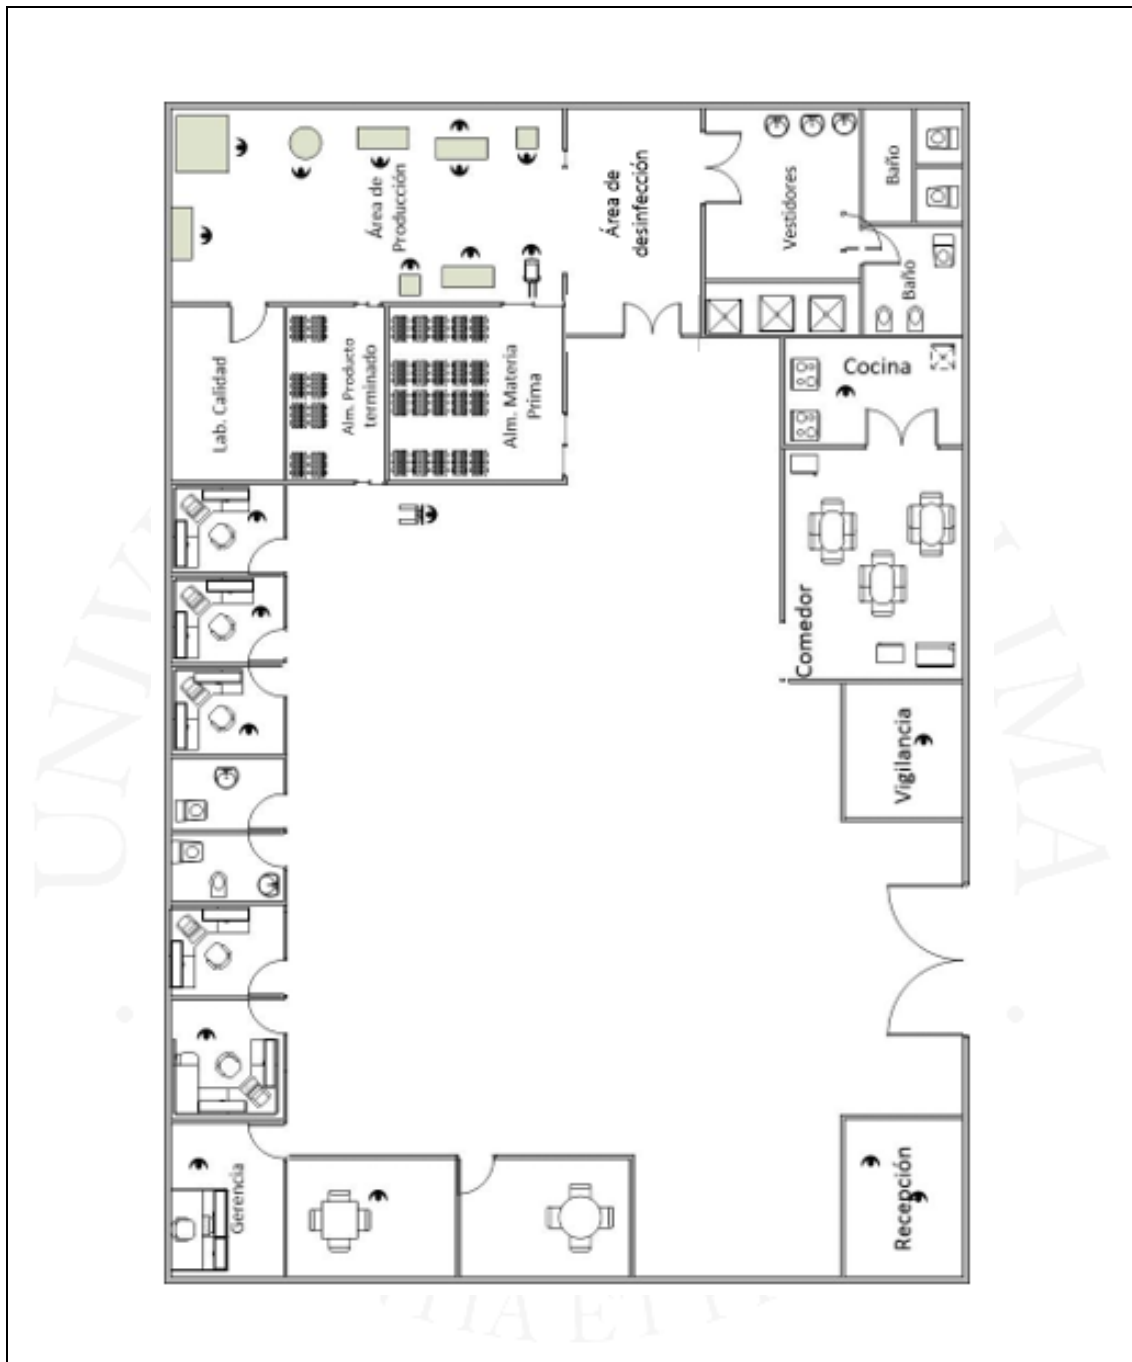 Área de
Producción
Área de
desinfección
Vestidores
Baño
Baño
Lab. Calidad
Alm. Producto
terminado
Alm. Materia
Prima
Cocina
Comedor
Vigilancia
Gerencia
Recepción